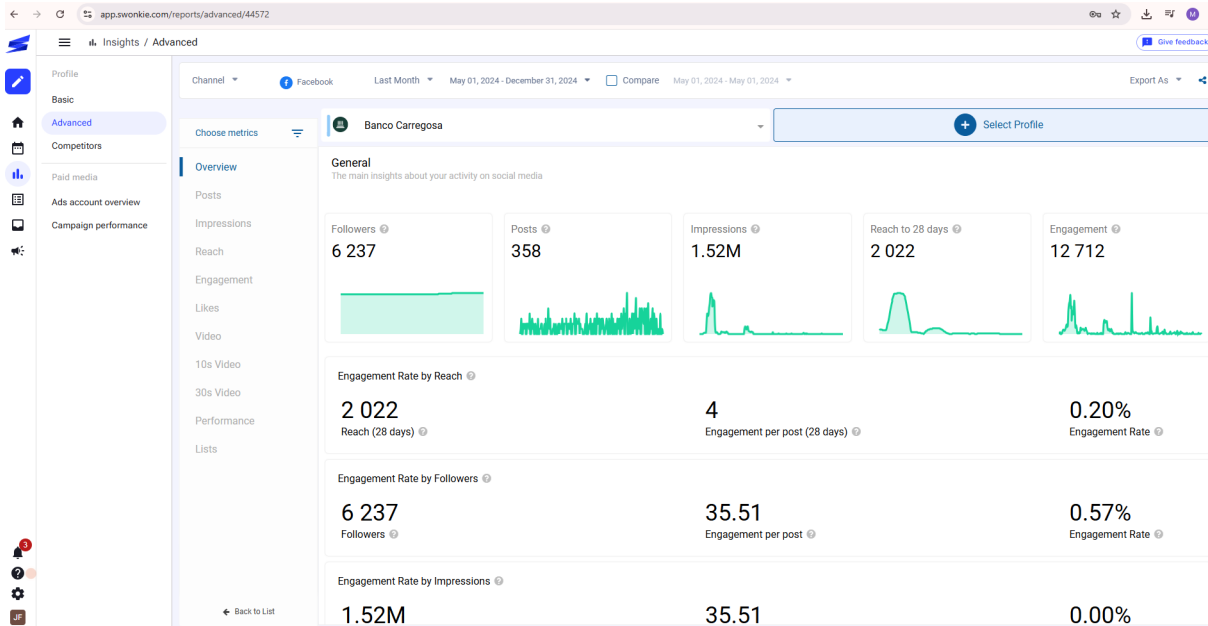 app.swonkie.com/reports/advanced/44572
M
Insights / Advanced
Give feedback
Profile
Basic
Advanced
Competitors
Paid media
Ads account overview
Campaign performance
3
JF
Channel
Facebook
Last Month
May 01, 2024 - December 31, 2024
Compare
May 01, 2024 - May 01, 2024
Export As
Choose metrics
Overview
Posts
Impressions
Reach
Engagement
Likes
Video
10s Video
30s Video
Performance
Lists
Back to List
Banco Carregosa
Select Profile
General
The main insights about your activity on social media
Followers
6 237
Posts
358
Impressions
1.52M
Reach to 28 days
2 022
Engagement
12 712
Engagement Rate by Reach
2 022
Reach (28 days)
4
Engagement per post (28 days)
0.20%
Engagement Rate
Engagement Rate by Followers
6 237
Followers
35.51
Engagement per post
0.57%
Engagement Rate
Engagement Rate by Impressions
1.52M
35.51
0.00%